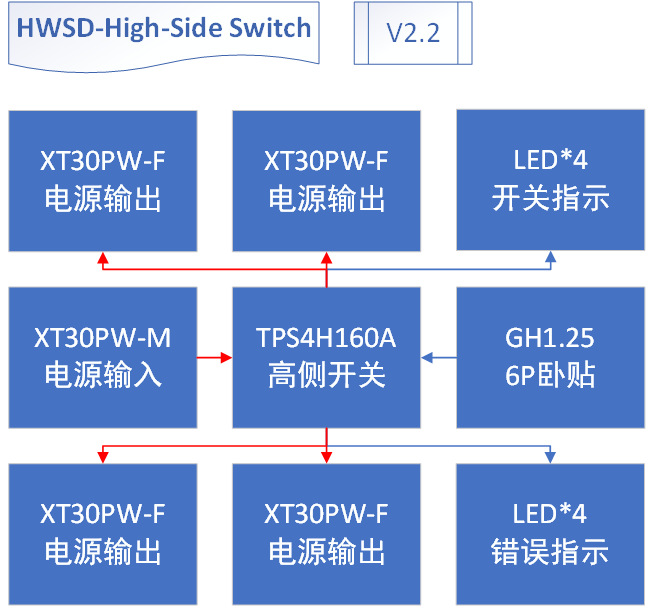 HWSD-High-Side Switch
V2.2
XT30PW-F
电源输出
XT30PW-F
电源输出
LED*4
开关指示
XT30PW-M
电源输入
TPS4H160A
高侧开关
GH1.25
6P卧贴
XT30PW-F
电源输出
XT30PW-F
电源输出
LED*4
错误指示